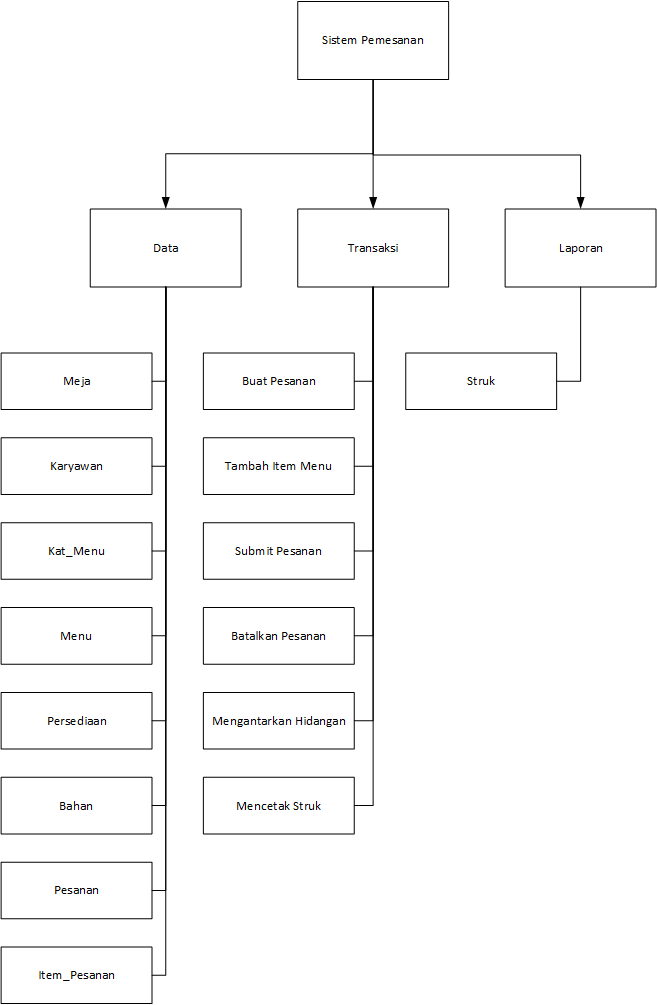 Sistem Pemesanan
Data
Transaksi
Laporan
Meja
Buat Pesanan
Struk
Karyawan
Tambah Item Menu
Kat_Menu
Submit Pesanan
Menu
Batalkan Pesanan
Persediaan
Mengantarkan Hidangan
Bahan
Mencetak Struk
Pesanan
Item_Pesanan